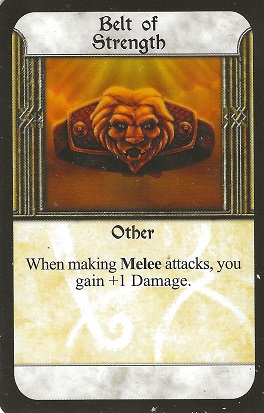 Belt of
Strength
Other
When making Melee attacks, you
gain +1 Damage.